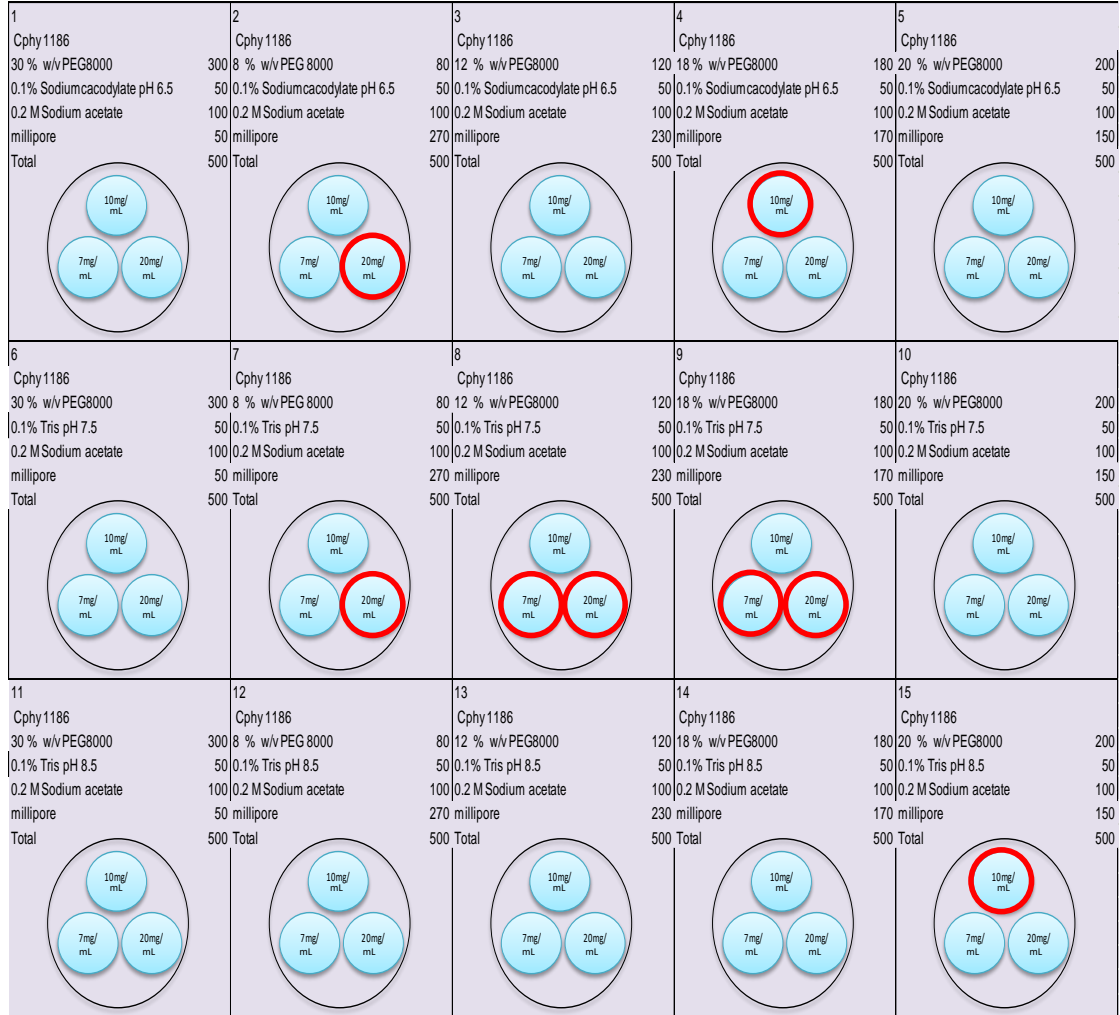 1
Cphy1186
30 % w/v PEG8000 300
0.1% Sodium cacodylate pH 6.5 50
0.2 M Sodium acetate 100
millipore 50
Total 500
10mg/
mL
7mg/
mL
20mg/
mL
2
Cphy1186
8 % w/v PEG 8000 80
0.1% Sodium cacodylate pH 6.5 50
0.2 M Sodium acetate 100
millipore 270
Total 500
10mg/
mL
7mg/
mL
20mg/
mL
3
Cphy1186
12 % w/v PEG8000 120
0.1% Sodium cacodylate pH 6.5 50
0.2 M Sodium acetate 100
millipore 230
Total 500
10mg/
mL
7mg/
mL
20mg/
mL
4
Cphy1186
18 % w/v PEG8000 180
0.1% Sodium cacodylate pH 6.5 50
0.2 M Sodium acetate 100
millipore 170
Total 500
10mg/
mL
7mg/
mL
20mg/
mL
5
Cphy1186
20 % w/v PEG8000 200
0.1% Sodium cacodylate pH 6.5 50
0.2 M Sodium acetate 100
millipore 150
Total 500
10mg/
mL
7mg/
mL
20mg/
mL
6
Cphy1186
30 % w/v PEG8000 300
0.1% Tris pH 7.5 50
0.2 M Sodium acetate 100
millipore 50
Total 500
10mg/
mL
7mg/
mL
20mg/
mL
7
Cphy1186
8 % w/v PEG 8000 80
0.1% Tris pH 7.5 50
0.2 M Sodium acetate 100
millipore 270
Total 500
10mg/
mL
7mg/
mL
20mg/
mL
8
Cphy1186
12 % w/v PEG8000 120
0.1% Tris pH 7.5 50
0.2 M Sodium acetate 100
millipore 230
Total 500
10mg/
mL
7mg/
mL
20mg/
mL
9
Cphy1186
18 % w/v PEG8000 180
0.1% Tris pH 7.5 50
0.2 M Sodium acetate 100
millipore 170
Total 500
10mg/
mL
7mg/
mL
20mg/
mL
10
Cphy1186
20 % w/v PEG8000 200
0.1% Tris pH 7.5 50
0.2 M Sodium acetate 100
millipore 150
Total 500
10mg/
mL
7mg/
mL
20mg/
mL
11
Cphy1186
30 % w/v PEG8000 300
0.1% Tris pH 8.5 50
0.2 M Sodium acetate 100
millipore 50
Total 500
10mg/
mL
7mg/
mL
20mg/
mL
12
Cphy1186
8 % w/v PEG 8000 80
0.1% Tris pH 8.5 50
0.2 M Sodium acetate 100
millipore 270
Total 500
10mg/
mL
7mg/
mL
20mg/
mL
13
Cphy1186
12 % w/v PEG8000 120
0.1% Tris pH 8.5 50
0.2 M Sodium acetate 100
millipore 230
Total 500
10mg/
mL
7mg/
mL
20mg/
mL
14
Cphy1186
18 % w/v PEG8000 180
0.1% Tris pH 8.5 50
0.2 M Sodium acetate 100
millipore 170
Total 500
10mg/
mL
7mg/
mL
20mg/
mL
15
Cphy1186
20 % w/v PEG8000 200
0.1% Tris pH 8.5 50
0.2 M Sodium acetate 100
millipore 150
Total 500
10mg/
mL
7mg/
mL
20mg/
mL